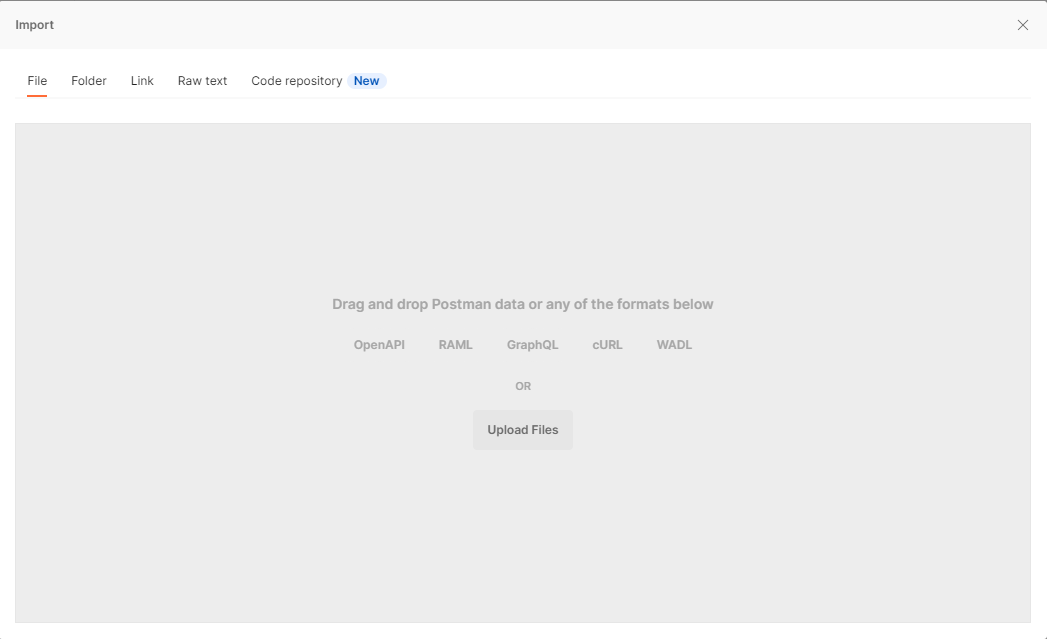 Import
File Folder Link Raw text Code repository New
Drag and drop Postman data or any of the formats below
OpenAPI RAML GraphQL cURL WADL
OR
Upload Files